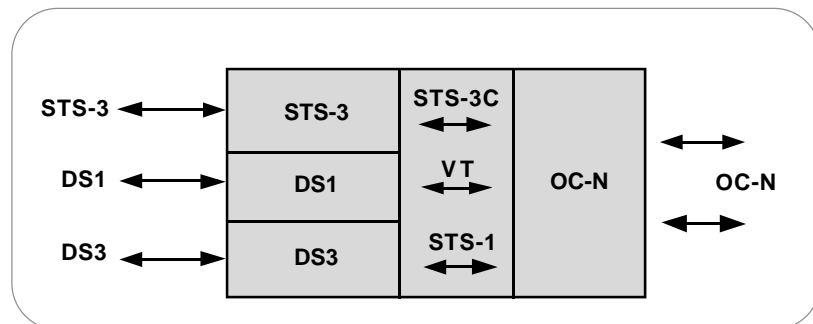 STS-3
STS-3
STS-3C
DS1
DS1
VT
OC-N
OC-N
DS3
DS3
STS-1